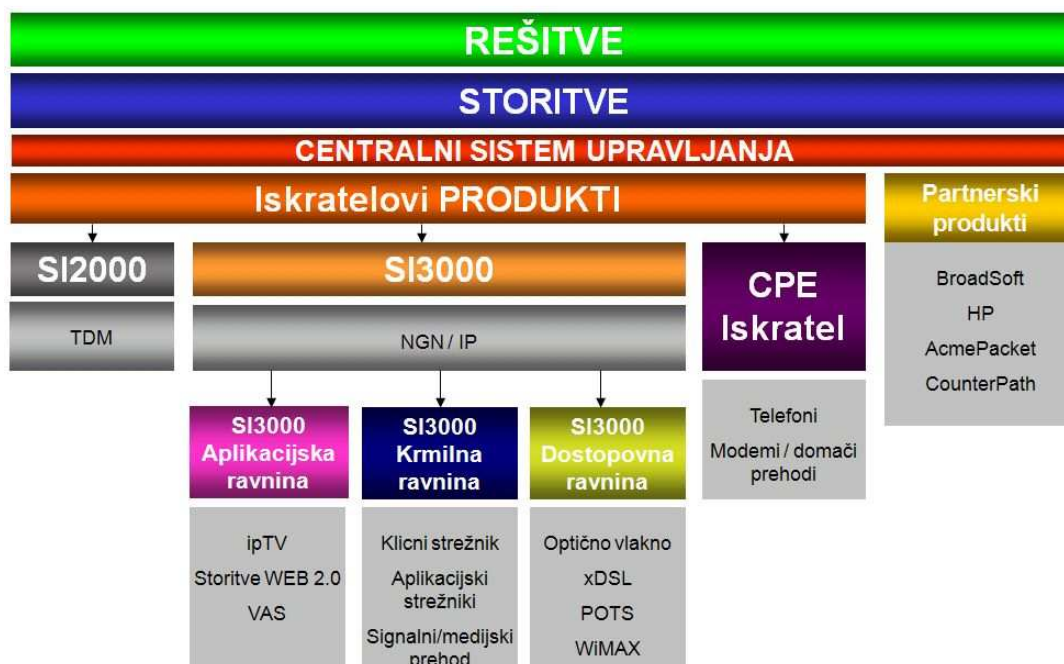 REŠITVE
STORITVE
CENTRALNI SISTEM UPRAVLJANJA
Iskratelovi PRODUKTI
Partnerski
produkti
SI2000
TDM
SI3000
NGN / IP
CPE
Iskratel
BroadSoft
HP
AcmePacket
CounterPath
SI3000
Aplikacijska
ravnina
SI3000
Krmilna
ravnina
SI3000
Dostopovna
ravnina
Telefoni
Modemi / domači
prehodi
ipTV
Storitve WEB 2.0
VAS
Klicni strežnik
Aplikacijski
strežniki
Signalni/medijski
prehod
Optično vlakno
xDSL
POTS
WiMAX